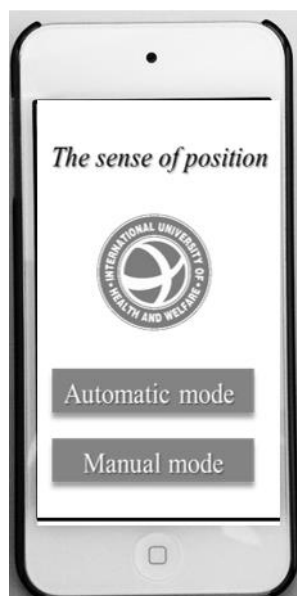 The sense of position
INTERNATIONAL UNIVERSITY OF
HEALTH AND WELFARE
Automatic mode
Manual mode